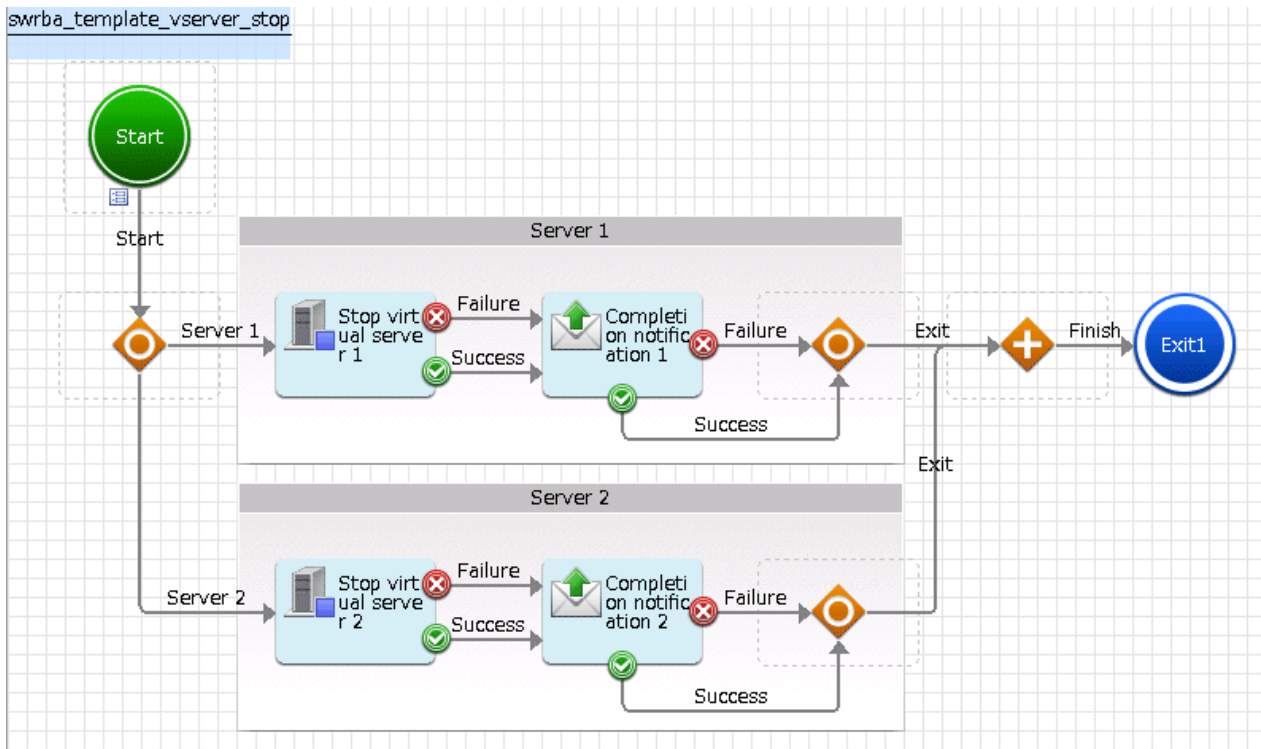 swrba_template_vserver_stop
Start
Start
Server 1
Server 1
Stop virt
ual serve
r 1
Failure
Success
Completi
on notific
ation 1
Failure
Success
Exit
Finish
Exit1
Exit
Server 2
Server 2
Stop virt
ual serve
r 2
Failure
Success
Completi
on notific
ation 2
Failure
Success